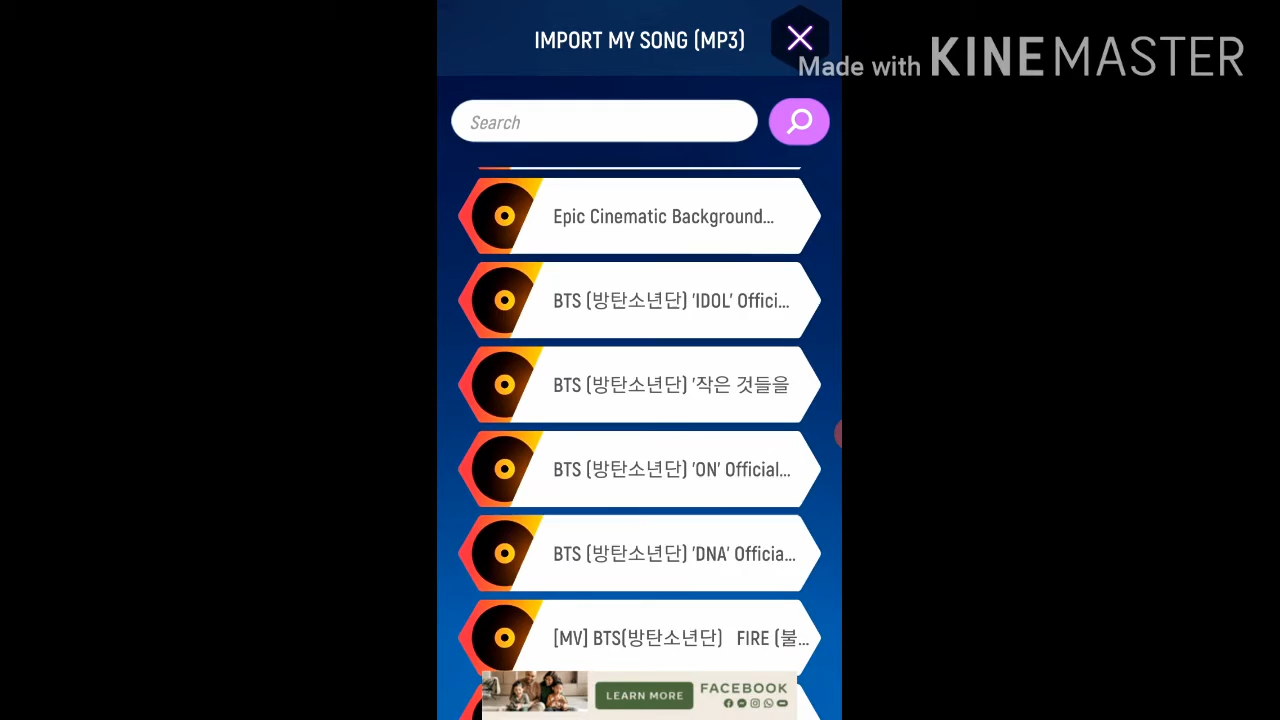 IMPORT MY SONG (MP3)
Made with KINEMASTER
Search
Epic Cinematic Background...
BTS (방탄소년단) 'IDOL' Offici...
BTS (방탄소년단) '작은 것들을
BTS (방탄소년단) 'ON' Official...
BTS (방탄소년단) 'DNA' Officia...
[MV] BTS(방탄소년단) FIRE (불...
LEARN MORE
FACEBOOK